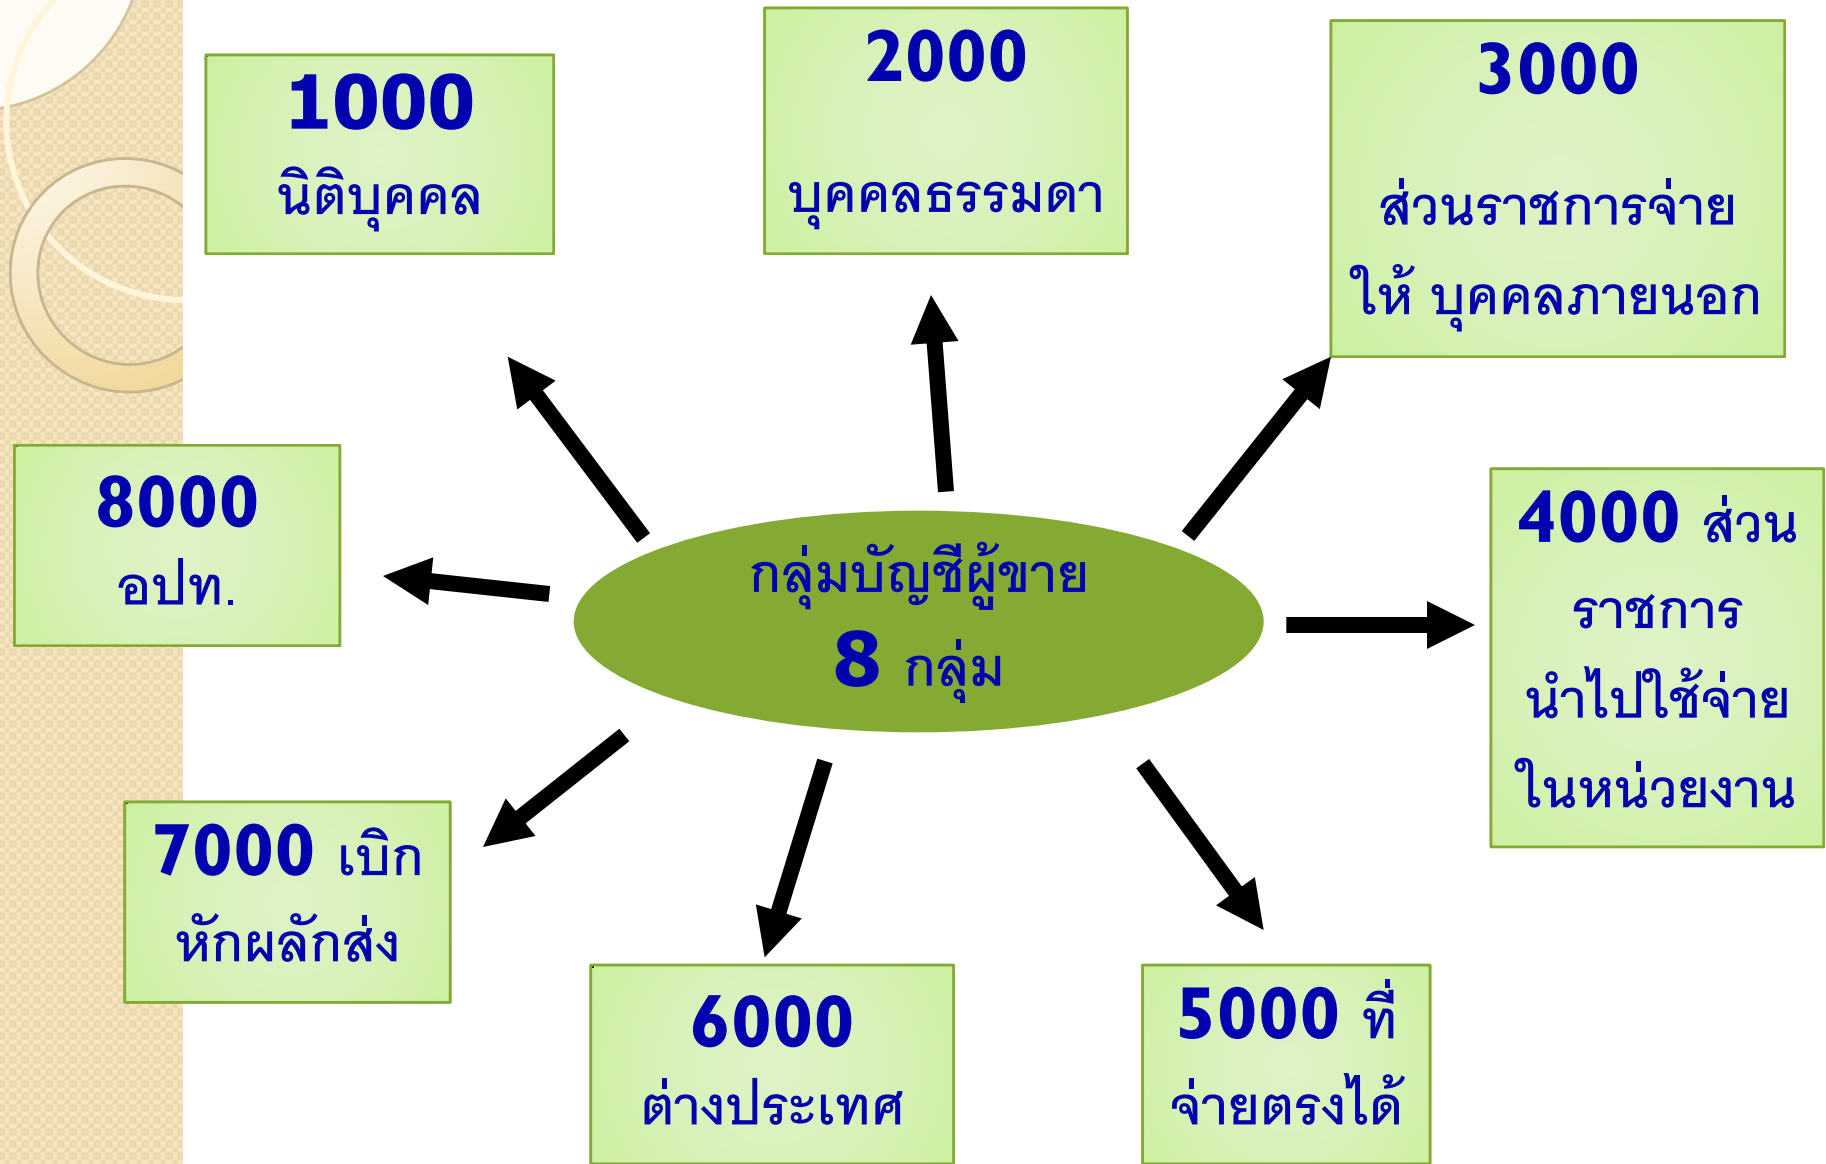 1000
นิติบุคคล
2000
บุคคลธรรมดา
3000
ส่วนราชการจ่าย
ให้ บุคคลภายนอก
8000
อปท.
กลุ่มบัญชีผู้ขาย
8 กลุ่ม
4000 ส่วน
ราชการ
นำไปใช้จ่าย
ในหน่วยงาน
7000 เบิก
หักผลักส่ง
6000
ต่างประเทศ
5000 ที่
จ่ายตรงได้